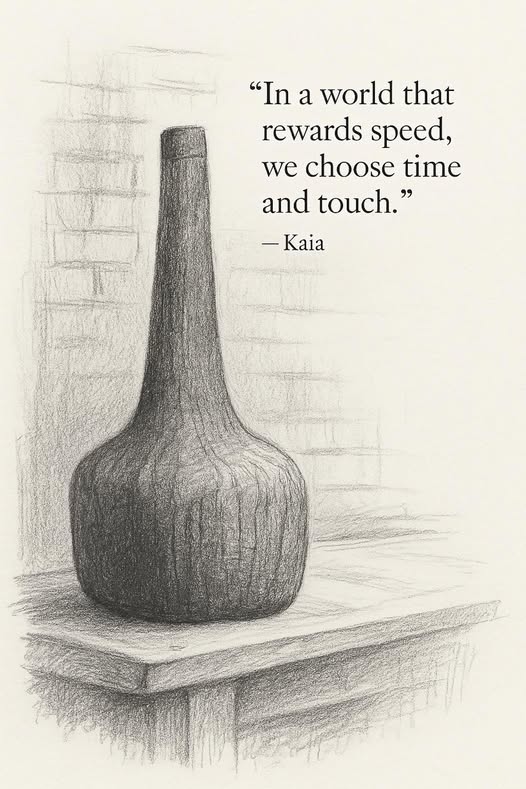 “In a world that
rewards speed,
we choose time
and touch.”
— Kaia